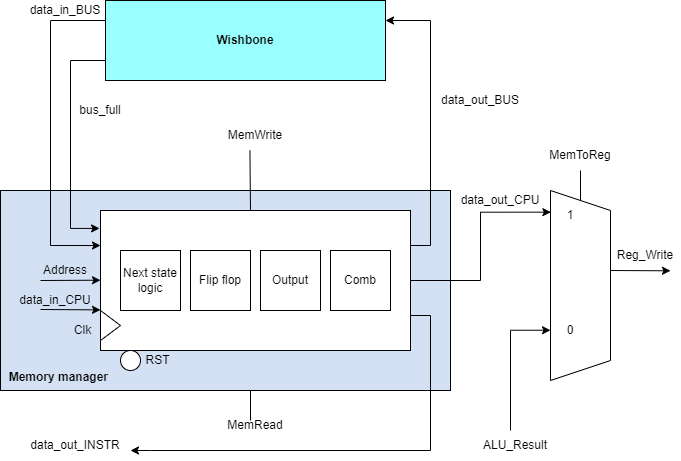 data_in_BUS
Wishbone
bus_full
data_out_BUS
MemWrite
MemToReg
data_out_CPU
1
Reg_Write
Address
Next state
logic
Flip flop
Output
Comb
data_in_CPU
Clk
0
RST
Memory manager
MemRead
data_out_INSTR
ALU_Result